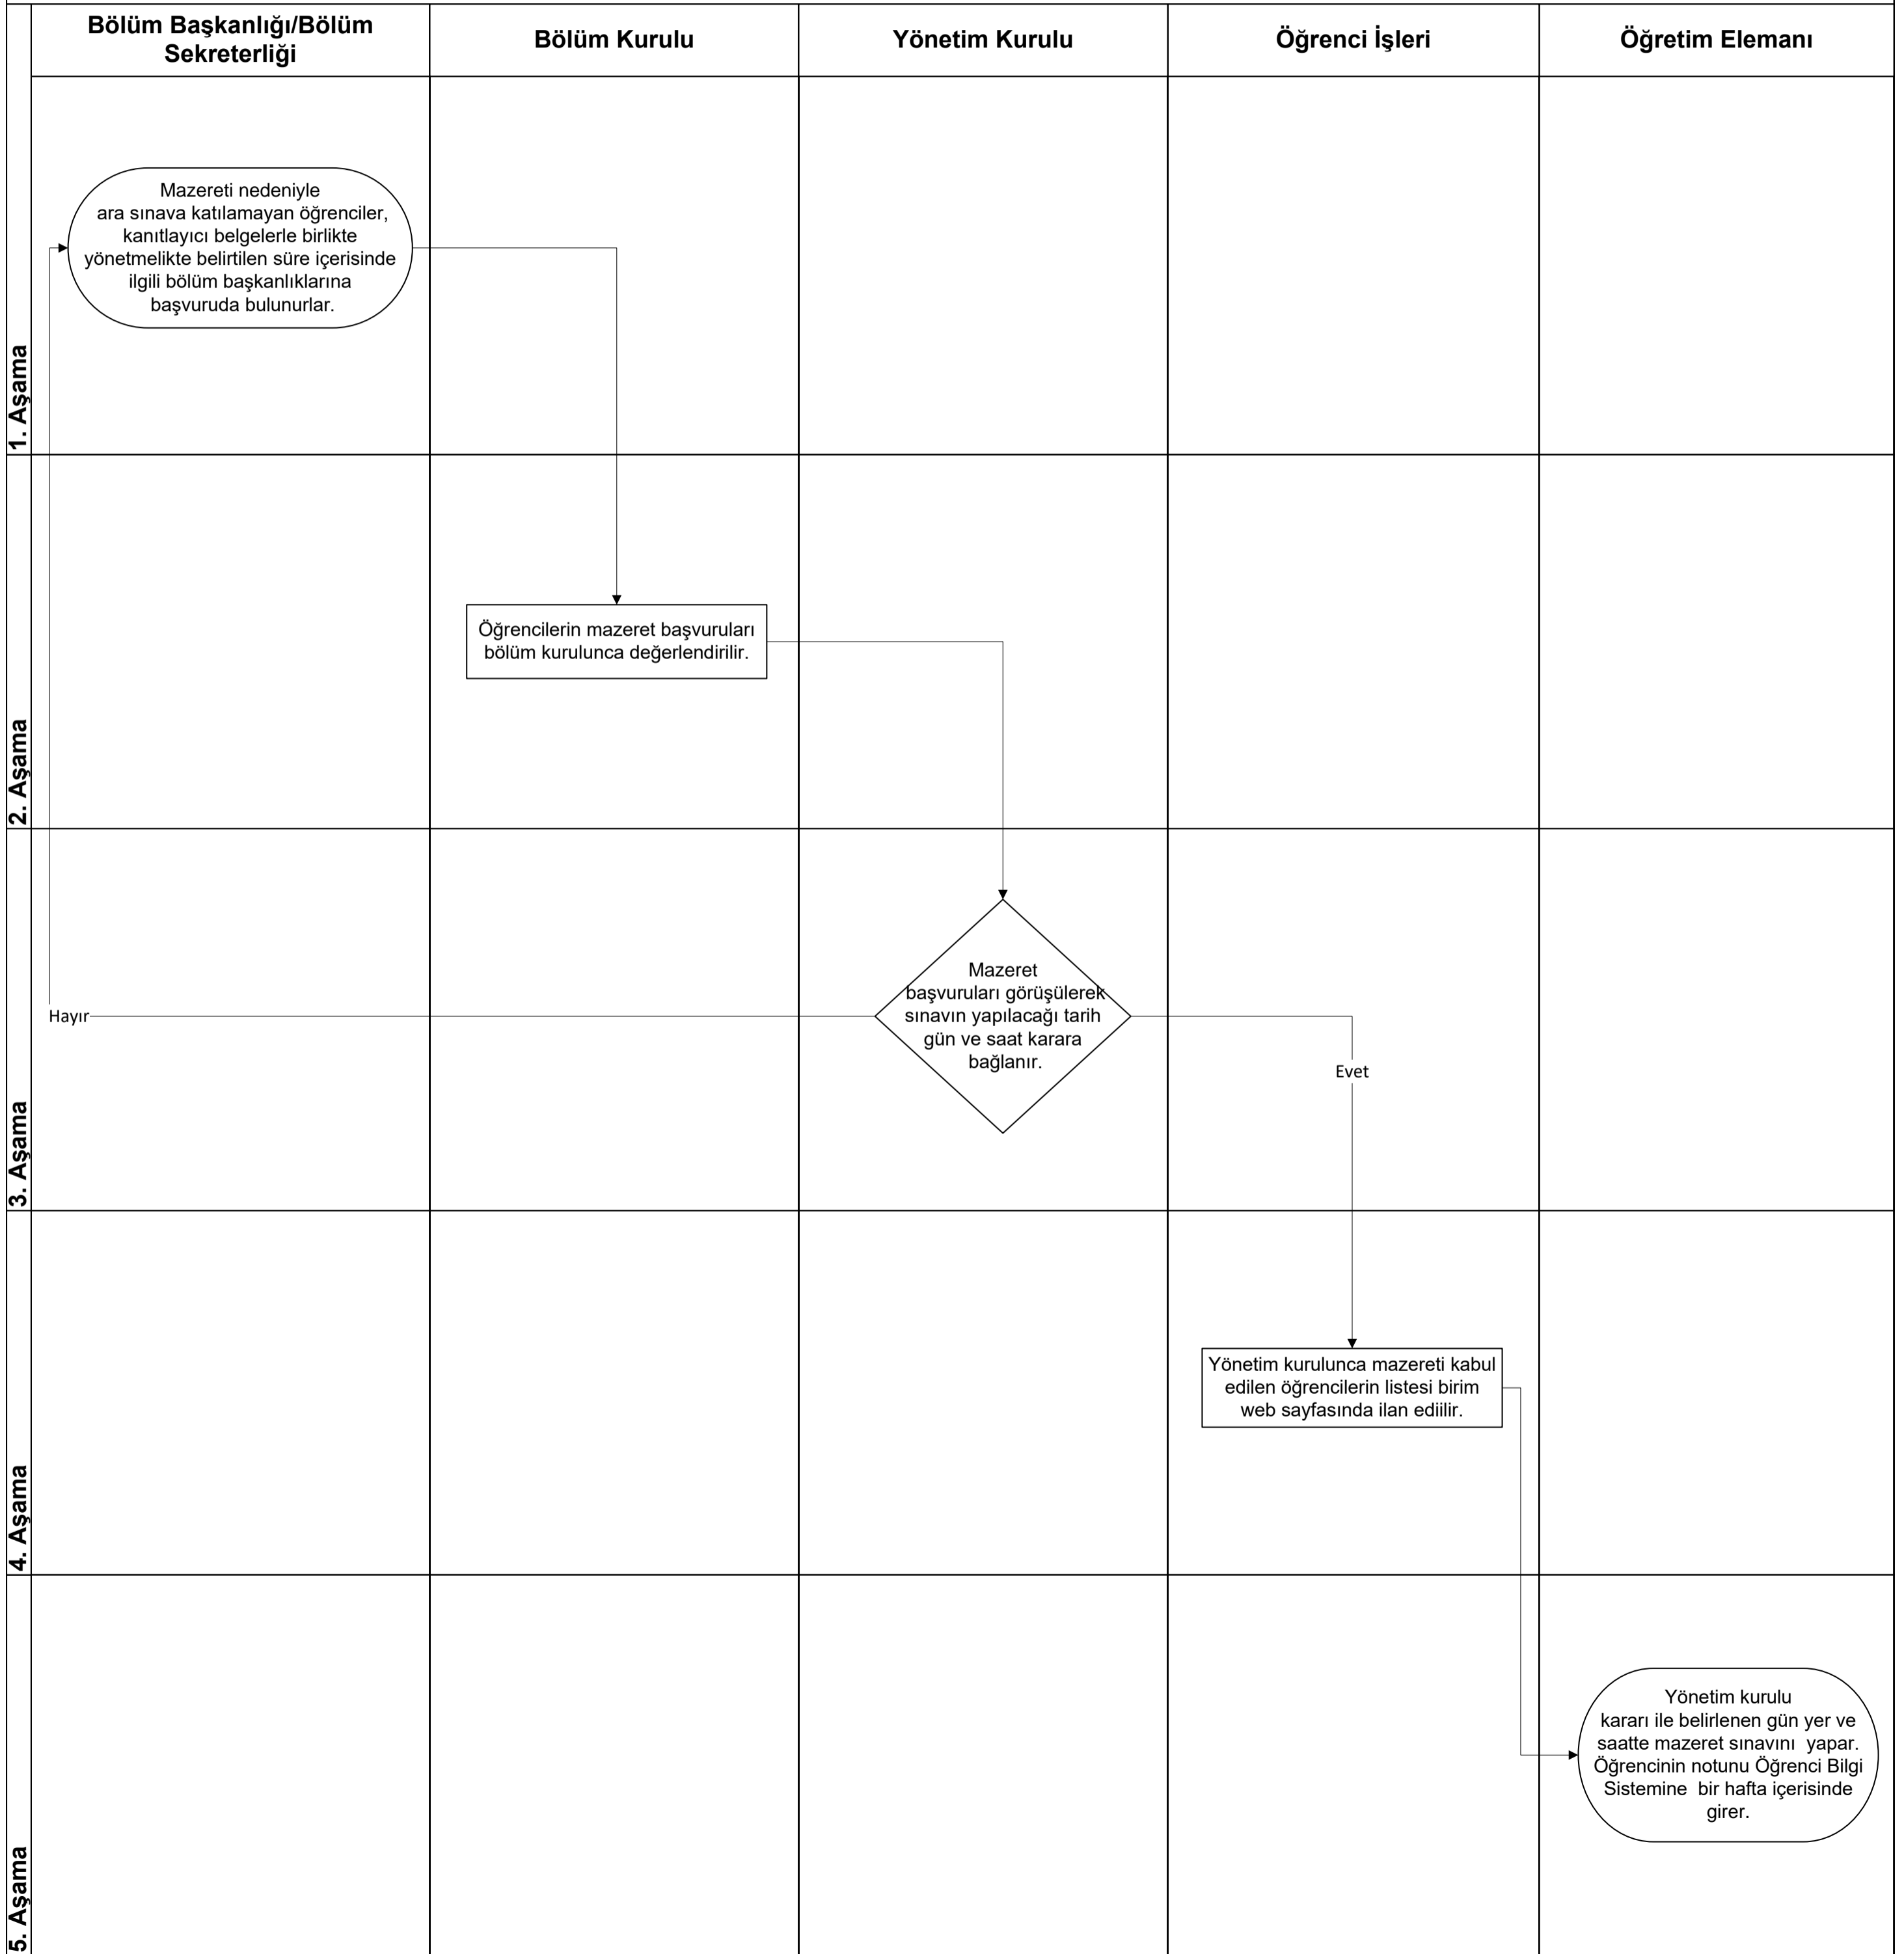 Bölüm Başkanlığı/Bölüm
Sekreterliği
Bölüm Kurulu
Yönetim Kurulu
Öğrenci İşleri
Öğretim Elemanı
1. Aşama
Mazereti nedeniyle
ara sınava katılamayan öğrenciler,
kanıtlayıcı belgelerle birlikte
yönetmelikte belirtilen süre içerisinde
ilgili bölüm başkanlıklarına
başvuruda bulunurlar.
2. Aşama
Öğrencilerin mazeret başvuruları
bölüm kurulunca değerlendirilir.
3. Aşama
Hayır
Mazeret
başvuruları görüşülerek
sınavın yapılacağı tarih
gün ve saat karara
bağlanır.
Evet
4. Aşama
Yönetim kurulunca mazereti kabul
edilen öğrencilerin listesi birim
web sayfasında ilan ediilir.
5. Aşama
Yönetim kurulu
kararı ile belirlenen gün yer ve
saatte mazeret sınavını  yapar.
Öğrencinin notunu Öğrenci Bilgi
Sistemine  bir hafta içerisinde
girer.